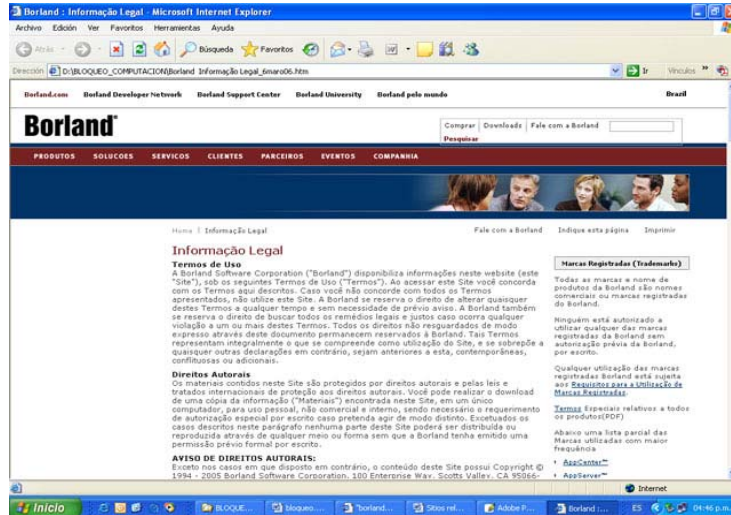 Borland : Informação Legal - Microsoft Internet Explorer
Archivo Edición Ver Favoritos Herramientas Ayuda
Atrás Búsqueda Favoritos
Dirección D:\BLOQUEO_COMPUTACION\Borland Informação Legal_6maro06.htm Ir Vínculos
Borland.com Borland Developer Network Borland Support Center Borland University Borland pelo mundo Brazil
Borland
Comprar Downloads Fale com a Borland
Pesquisar
PRODUTOS SOLUCOES SERVICOS CLIENTES PARCEIROS EVENTOS COMPANHIA
Home | Informação Legal Fale com a Borland Indique esta página Imprimir
Informação Legal
Termos de Uso
A Borland Software Corporation ("Borland") disponibiliza informações neste website (este
"Site"), sob os seguintes Termos de Uso ("Termos"). Ao acessar este Site você concorda
com os Termos aqui descritos. Caso você não concorde com todos os Termos
apresentados, não utilize este Site. A Borland se reserva o direito de alterar quaisquer
destes Termos a qualquer tempo e sem necessidade de prévio aviso. A Borland também
se reserva o direito de buscar todos os remédios legais e justos caso ocorra qualquer
violação a um ou mais destes Termos. Todos os direitos não resguardados de modo
expresso através deste documento permanecem reservados à Borland. Tais Termos
representam integralmente o que se compreende como utilização do Site, e se sobrepõe a
quaisquer outras declarações em contrário, sejam anteriores a esta, contemporâneas,
conflituosas ou adicionais.
Direitos Autorais
Os materiais contidos neste Site são protegidos por direitos autorais e pelas leis e
tratados internacionais de proteção aos direitos autorais. Você pode realizar o download
de uma cópia da informação ("Materiais") encontrada neste Site, em um único
computador, para uso pessoal, não comercial e interno, sendo necessário o requerimento
de autorização especial por escrito caso pretenda agir de modo distinto. Excetuados os
casos descritos neste parágrafo nenhuma parte deste Site poderá ser distribuída ou
reproduzida através de qualquer meio ou forma sem que a Borland tenha emitido uma
permissão prévio formal por escrito.
AVISO DE DIREITOS AUTORAIS:
Exceto nos casos em que disposto em contrário, o conteúdo deste Site possui Copyright ©
1994 - 2005 Borland Software Corporation. 100 Enterprise Way. Scotts Valley. CA 95066-
Marcas Registradas (Trademarks)
Todas as marcas e nome de
produtos da Borland são nomes
comerciais ou marcas registradas
do Borland.
Ninguém está autorizado a
utilizar qualquer das marcas
registradas da Borland sem
autorização prévia da Borland,
por escrito.
Qualquer utilização das marcas
registradas Borland está sujeita
aos Requisitos para a Utilização de
Marcas Registradas.
Termos Especiais relativos a todos
os produtos(PDF)
Abaixo uma lista parcial das
Marcas utilizadas com maior
frequência
AppCenter™
AppServer™
Internet
Inicio BLOQUE... bloqueo.... "borland... Sitios rel... Adobe P... Borland :... ES 04:46 p.m.